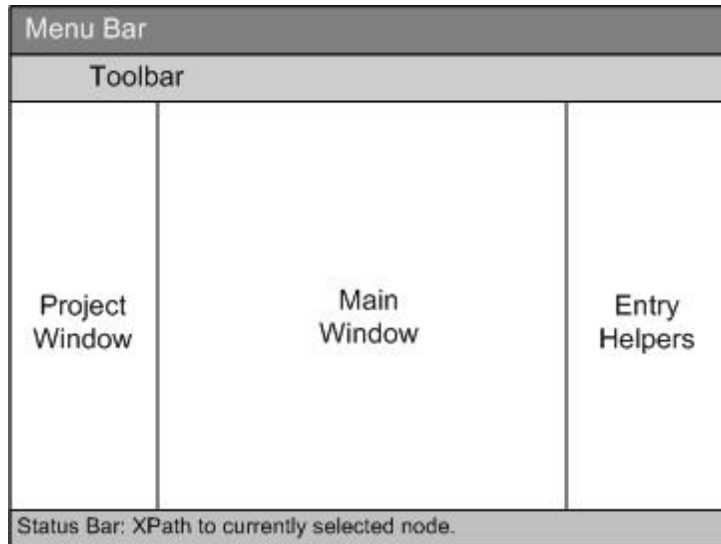 Menu Bar
Toolbar
Project
Window
Main
Window
Entry
Helpers
Status Bar: XPath to currently selected node.